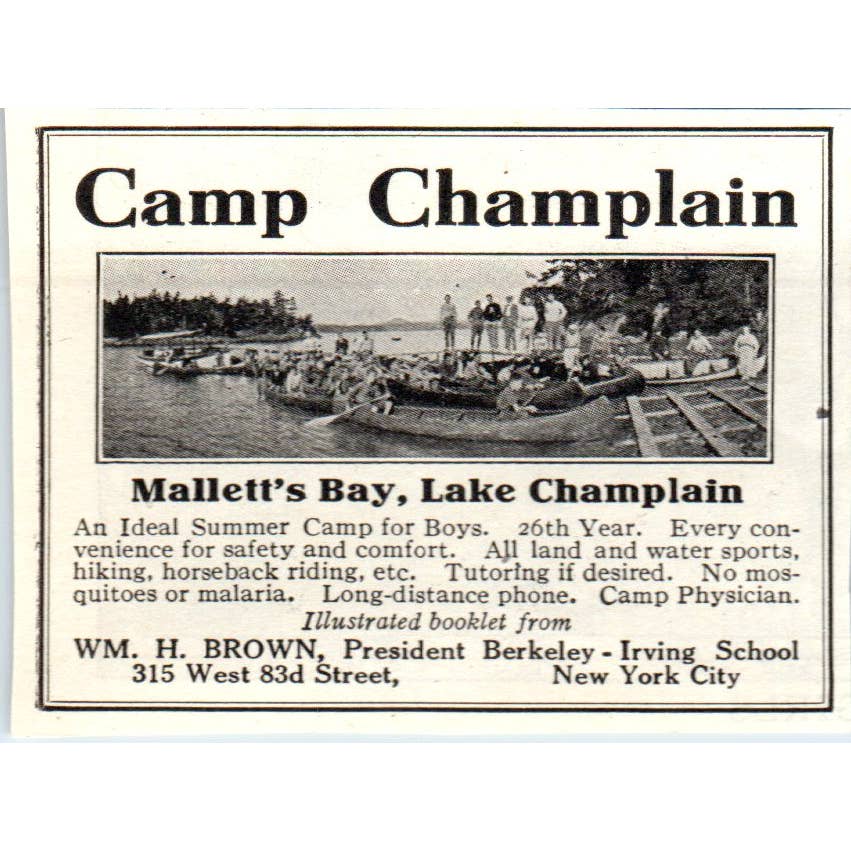 Camp Champlain
Mallett's Bay, Lake Champlain
An Ideal Summer Camp for Boys. 26th Year. Every con-
venience for safety and comfort. All land and water sports,
hiking, horseback riding, etc. Tutoring if desired. No mos-
quitoes or malaria. Long-distance phone. Camp Physician.
Illustrated booklet from
WM. H. BROWN, President Berkeley - Irving School
315 West 83d Street, New York City